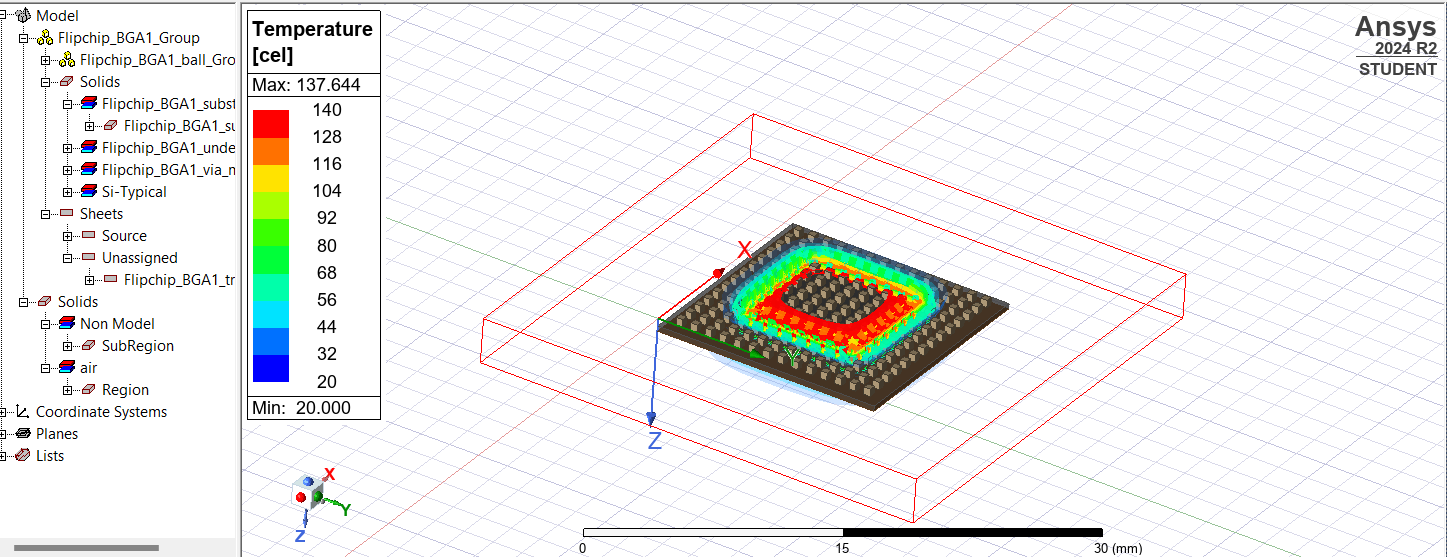 Model
Flipchip_BGA1_Group
Flipchip_BGA1_ball_Gro
Solids
Flipchip_BGA1_subst
Flipchip_BGA1_su
Flipchip_BGA1_unde
Flipchip_BGA1_via_n
Si-Typical
Sheets
Source
Unassigned
Flipchip_BGA1_tr
Solids
Non Model
SubRegion
air
Region
Coordinate Systems
Planes
Lists
Temperature
[cel]
Max: 137.644
140
128
116
104
92
80
68
56
44
32
20
Min: 20.000
Ansys
2024 R2
STUDENT
X
Y
Z
X
Y
Z
0 15 30 (mm)